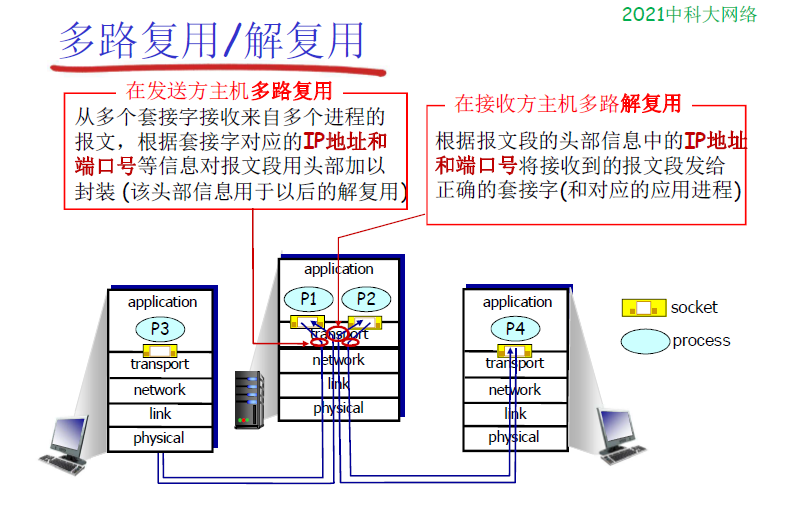 2021中科大网络
多路复用/解复用
在发送方主机多路复用
从多个套接字接收来自多个进程的
报文，根据套接字对应的IP地址和
端口号等信息对报文段用头部加以
封装 (该头部信息用于以后的解复用)
在接收方主机多路解复用
根据报文段的头部信息中的IP地址
和端口号将接收到的报文段发给
正确的套接字(和对应的应用进程)
application
P3
transport
network
link
physical
application
P1
P2
transport
network
link
physical
application
P4
transport
network
link
physical
socket
process